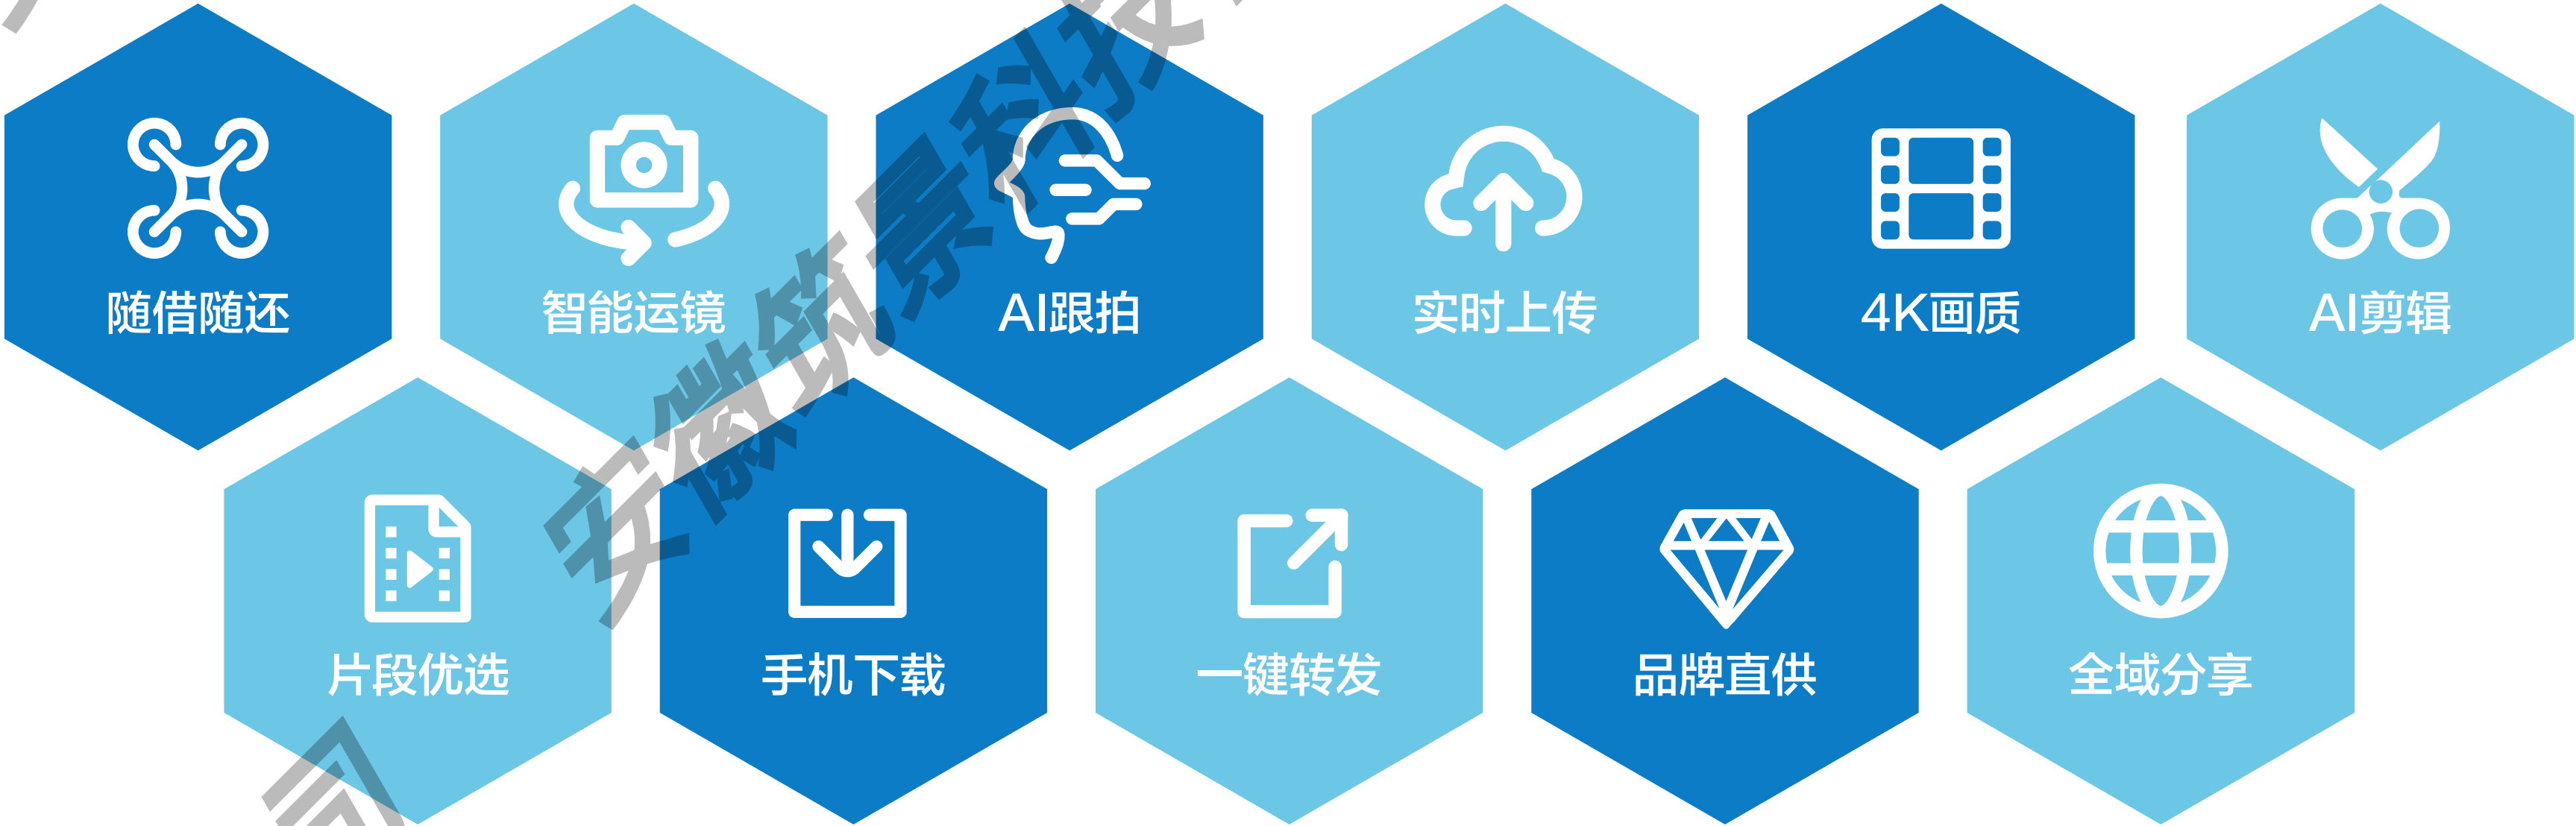 随借随还
智能运镜
AI跟拍
实时上传
4K画质
AI剪辑
片段优选
手机下载
一键转发
品牌直供
全域分享
安徽筑景科技
司